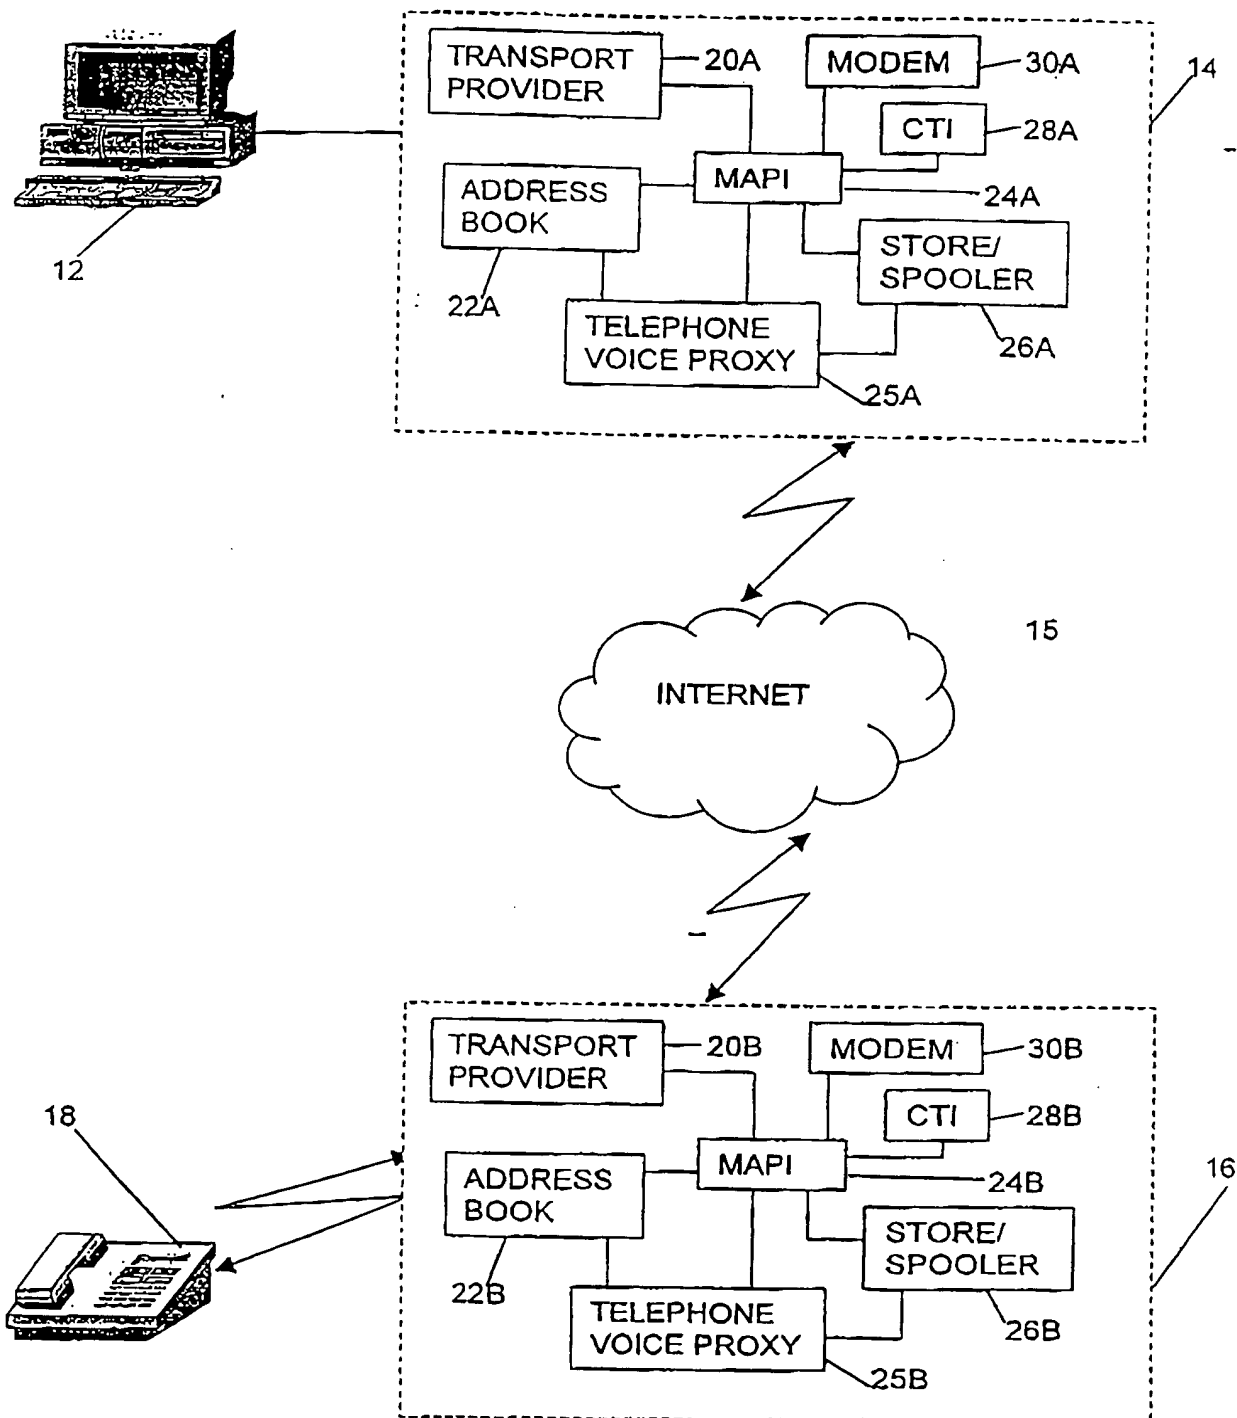 TRANSPORT
PROVIDER
20A
MODEM
30A
14
CTI
28A
MAPI
24A
ADDRESS
BOOK
12
22A
STORE/
SPOOLER
26A
TELEPHONE
VOICE PROXY
25A
15
INTERNET
TRANSPORT
PROVIDER
20B
MODEM
30B
18
CTI
28B
MAPI
24B
16
ADDRESS
BOOK
22B
STORE/
SPOOLER
26B
TELEPHONE
VOICE PROXY
25B